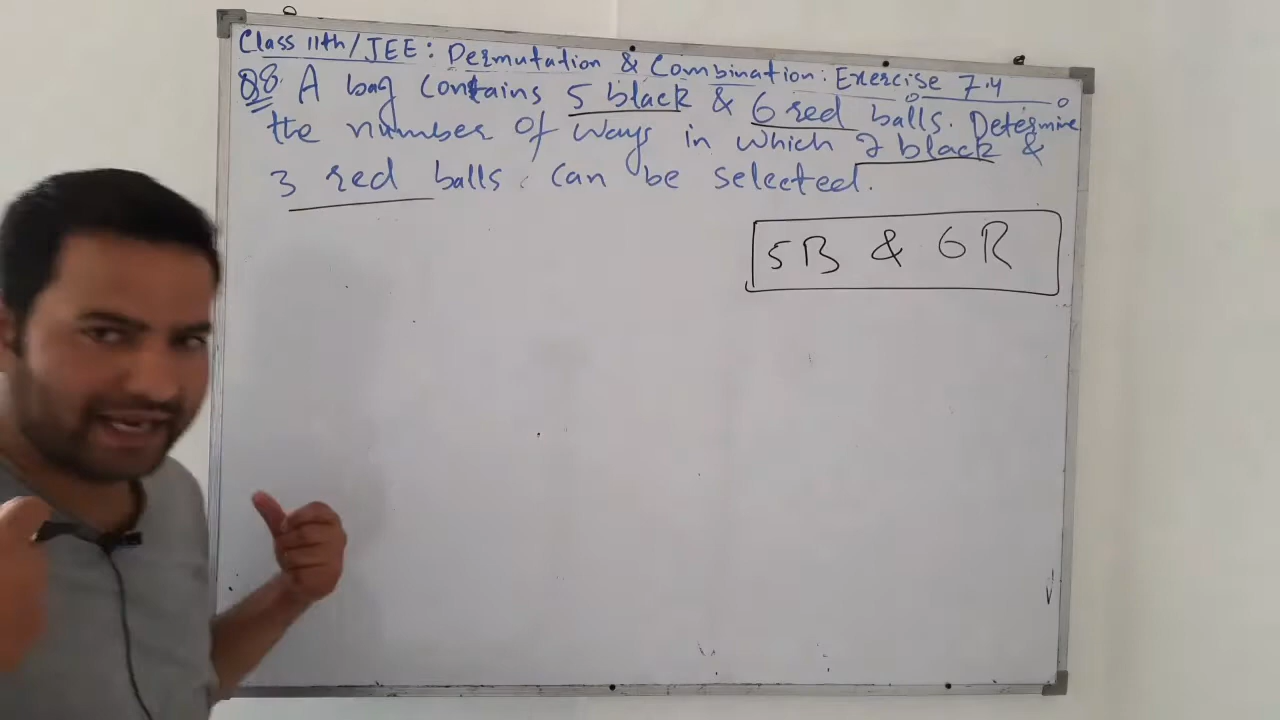 Class 11th/JEE: Permutation & Combination: Exercise 7.4
Q8. A bag contains 5 black & 6 red balls. Determine
the number of ways in which 2 black &
3 red balls can be selected.
5B & 6R